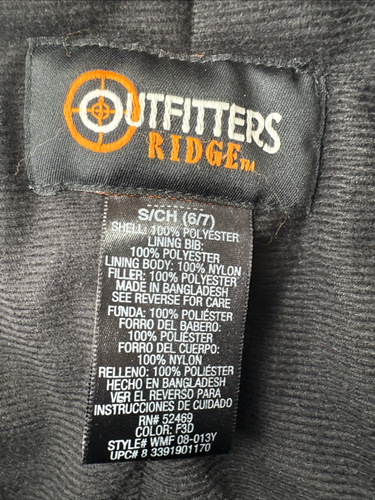 OUTFITTERS
RIDGE TM
S/CH (6/7)
SHELL: 100% POLYESTER
LINING BIB:
100% POLYESTER
LINING BODY: 100% NYLON
FILLER: 100% POLYESTER
MADE IN BANGLADESH
SEE REVERSE FOR CARE
FUNDA: 100% POLIÉSTER
FORRO DEL BABERO:
100% POLIÉSTER
FORRO DEL CUERPO:
100% NYLON
RELLENO: 100% POLIÉSTER
HECHO EN BANGLADESH
VER EL REVERSO PARA
INSTRUCCIONES DE CUIDADO
RN# 52469
COLOR: F3D
STYLE# WMF 08-013Y
UPC# 8 3391901170